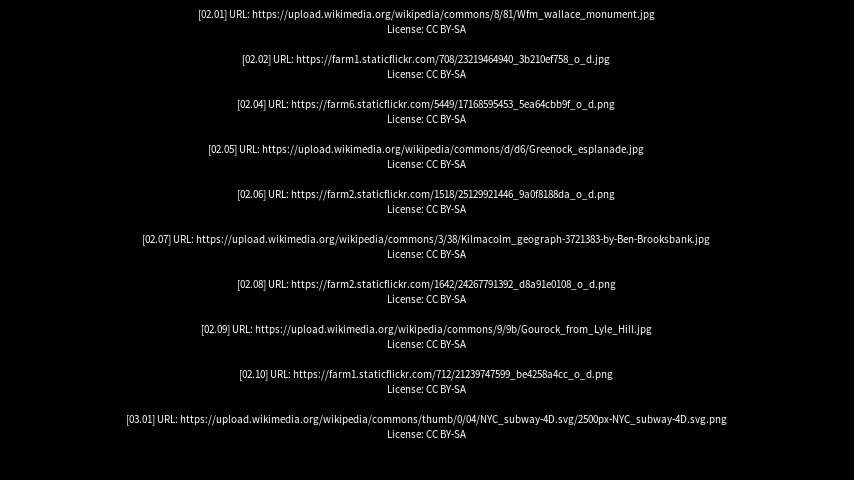 [02.01] URL: https://upload.wikimedia.org/wikipedia/commons/8/81/Wfm_wallace_monument.jpg
License: CC BY-SA
[02.02] URL: https://farm1.staticflickr.com/708/23219464940_3b210ef758_o_d.jpg
License: CC BY-SA
[02.04] URL: https://farm6.staticflickr.com/5449/17168595453_5ea64cbb9f_o_d.png
License: CC BY-SA
[02.05] URL: https://upload.wikimedia.org/wikipedia/commons/d/d6/Greenock_esplanade.jpg
License: CC BY-SA
[02.06] URL: https://farm2.staticflickr.com/1518/25129921446_9a0f8188da_o_d.png
License: CC BY-SA
[02.07] URL: https://upload.wikimedia.org/wikipedia/commons/3/38/Kilmacolm_geograph-3721383-by-Ben-Brooksbank.jpg
License: CC BY-SA
[02.08] URL: https://farm2.staticflickr.com/1642/24267791392_d8a91e0108_o_d.png
License: CC BY-SA
[02.09] URL: https://upload.wikimedia.org/wikipedia/commons/9/9b/Gourock_from_Lyle_Hill.jpg
License: CC BY-SA
[02.10] URL: https://farm1.staticflickr.com/712/21239747599_be4258a4cc_o_d.png
License: CC BY-SA
[03.01] URL: https://upload.wikimedia.org/wikipedia/commons/thumb/0/04/NYC_subway-4D.svg/2500px-NYC_subway-4D.svg.png
License: CC BY-SA